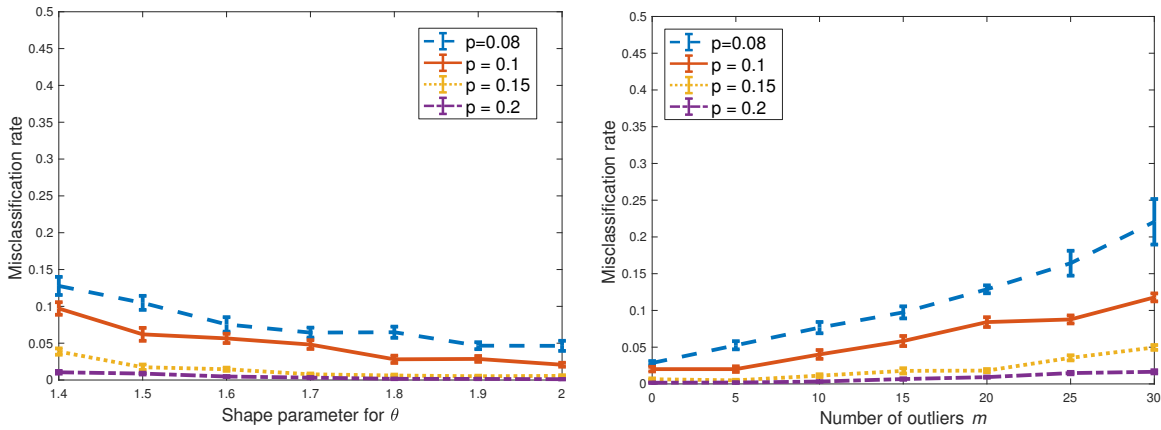 0.5
0.45
0.4
0.35
0.3
0.25
0.2
0.15
0.1
0.05
0
Misclassification rate
p=0.08
p = 0.1
p = 0.15
p = 0.2
1.4 1.5 1.6 1.7 1.8 1.9 2
Shape parameter for θ
0.5
0.45
0.4
0.35
0.3
0.25
0.2
0.15
0.1
0.05
0
Misclassification rate
p=0.08
p = 0.1
p = 0.15
p = 0.2
0 5 10 15 20 25 30
Number of outliers m